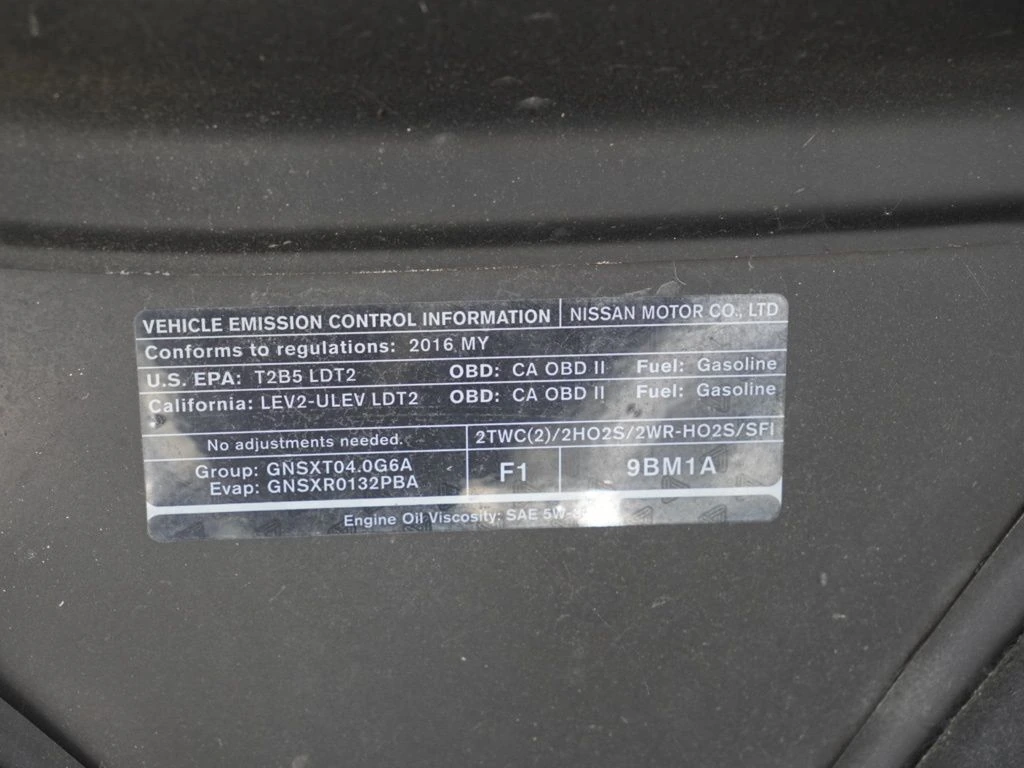 VEHICLE EMISSION CONTROL INFORMATION NISSAN MOTOR CO., LTD
Conforms to regulations: 2016 MY
U.S. EPA: T2B5 LDT2 OBD: CA OBD II Fuel: Gasoline
California: LEV2-ULEV LDT2 OBD: CA OBD II Fuel: Gasoline
No adjustments needed. 2TWC(2)/2HO2S/2WR-HO2S/SFI
Group: GNSXT04.0G6A F1 9BM1A
Evap: GNSXR0132PBA
Engine Oil Viscosity: SAE